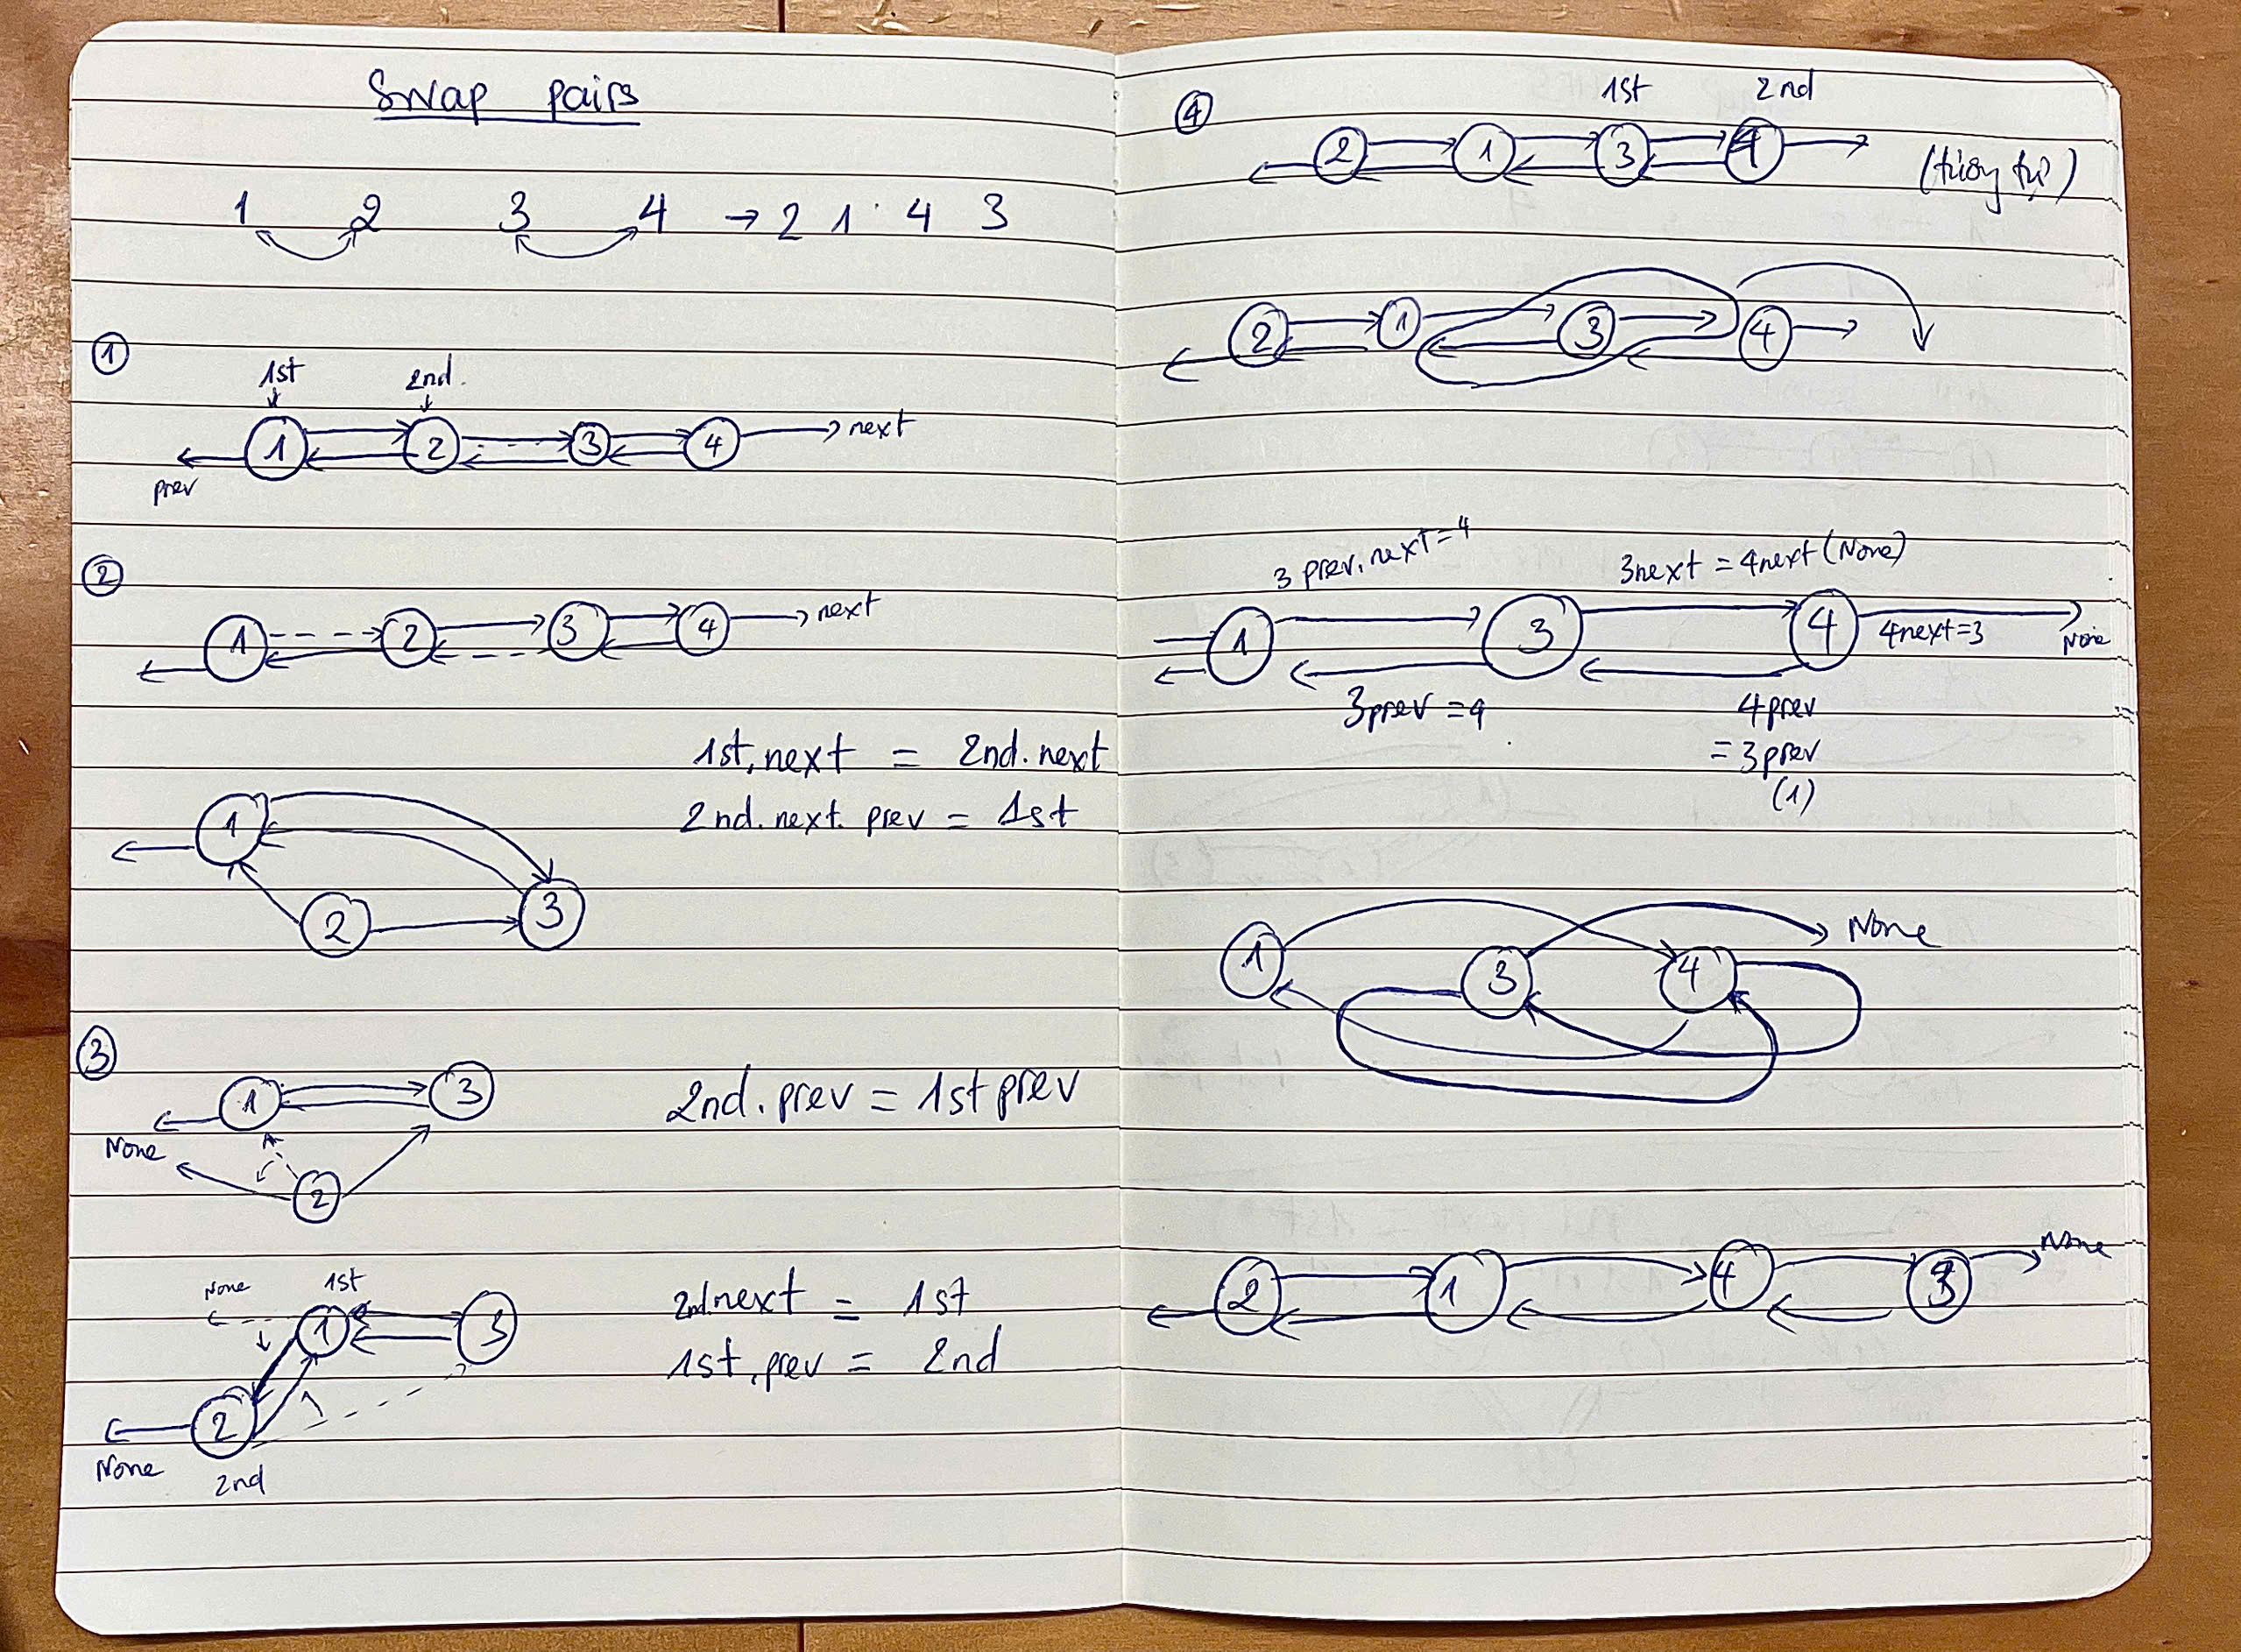 Swap pairs
1 2 3 4 → 2 1 4 3
①
1st 2nd.
1 2 3 4 next
prev
②
1 2 3 4 next
1st.next = 2nd.next
2nd.next.prev = 1st
1
2 3
③
1 3
2nd.prev = 1st prev
None
2
None 1st
1 3
2nd.next = 1st
1st.prev = 2nd
2
None
2nd
④
1st 2nd
2 1 3 4
2 1 3 4
3 prev.next = 4
3next = 4next (None)
1 3 4
4next = 3
None
3prev = 4
4prev
= 3prev
(1)
None
1 3 4
None
2 1 4 3